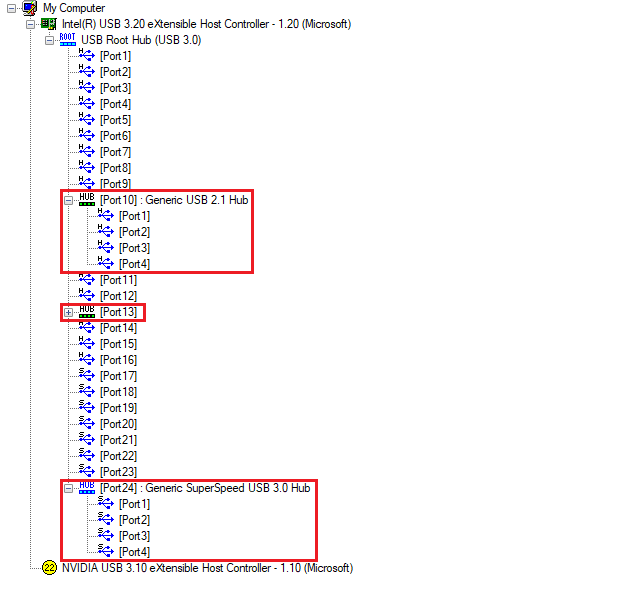 My Computer
Intel(R) USB 3.20 eXtensible Host Controller - 1.20 (Microsoft)
ROOT USB Root Hub (USB 3.0)
H [Port1]
H [Port2]
H [Port3]
H [Port4]
H [Port5]
H [Port6]
H [Port7]
H [Port8]
H [Port9]
HUB [Port10] : Generic USB 2.1 Hub
H [Port1]
H [Port2]
H [Port3]
H [Port4]
H [Port11]
H [Port12]
HUB [Port13]
H [Port14]
H [Port15]
H [Port16]
S [Port17]
S [Port18]
S [Port19]
S [Port20]
S [Port21]
S [Port22]
S [Port23]
HUB [Port24] : Generic SuperSpeed USB 3.0 Hub
S [Port1]
S [Port2]
S [Port3]
S [Port4]
22 NVIDIA USB 3.10 eXtensible Host Controller - 1.10 (Microsoft)